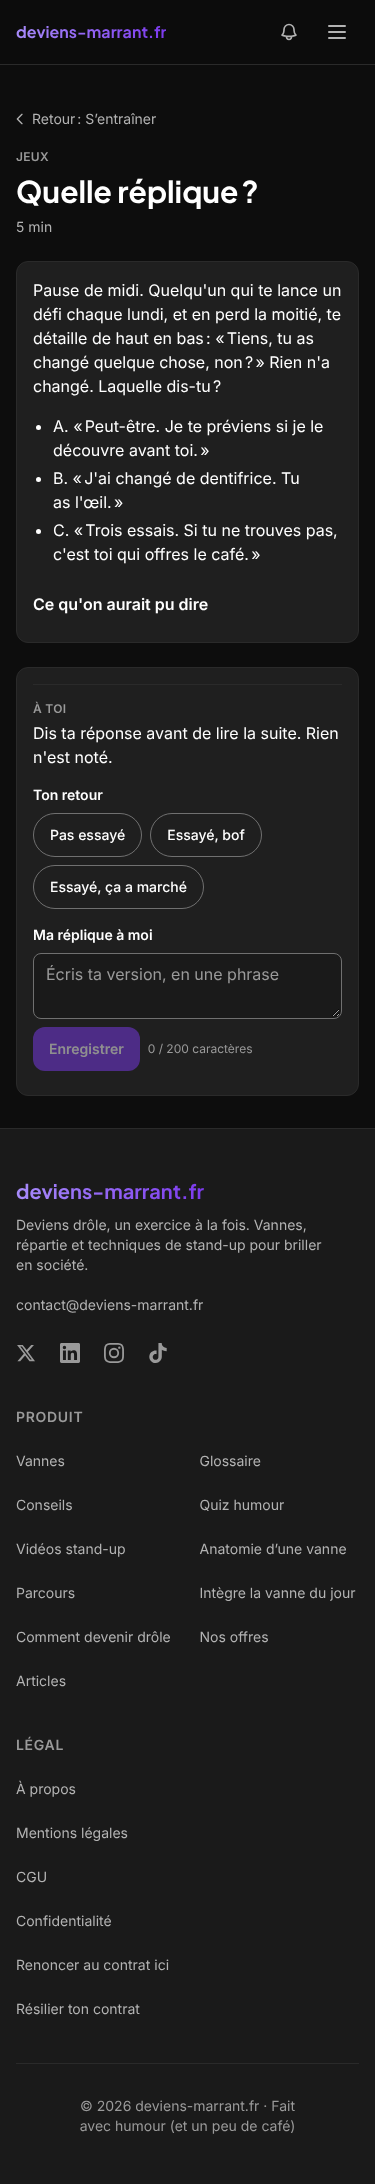 deviens-marrant.fr
Retour : S’entraîner
JEUX
Quelle réplique ?
5 min
Pause de midi. Quelqu'un qui te lance un
défi chaque lundi, et en perd la moitié, te
détaille de haut en bas : « Tiens, tu as
changé quelque chose, non ? » Rien n'a
changé. Laquelle dis-tu ?
• A. « Peut-être. Je te préviens si je le
découvre avant toi. »
• B. « J'ai changé de dentifrice. Tu
as l'œil. »
• C. « Trois essais. Si tu ne trouves pas,
c'est toi qui offres le café. »
Ce qu'on aurait pu dire
À TOI
Dis ta réponse avant de lire la suite. Rien
n'est noté.
Ton retour
Pas essayé
Essayé, bof
Essayé, ça a marché
Ma réplique à moi
Écris ta version, en une phrase
Enregistrer
0 / 200 caractères
deviens-marrant.fr
Deviens drôle, un exercice à la fois. Vannes,
répartie et techniques de stand-up pour briller
en société.
contact@deviens-marrant.fr
PRODUIT
Vannes
Glossaire
Conseils
Quiz humour
Vidéos stand-up
Anatomie d’une vanne
Parcours
Intègre la vanne du jour
Comment devenir drôle
Nos offres
Articles
LÉGAL
À propos
Mentions légales
CGU
Confidentialité
Renoncer au contrat ici
Résilier ton contrat
© 2026 deviens-marrant.fr · Fait
avec humour (et un peu de café)